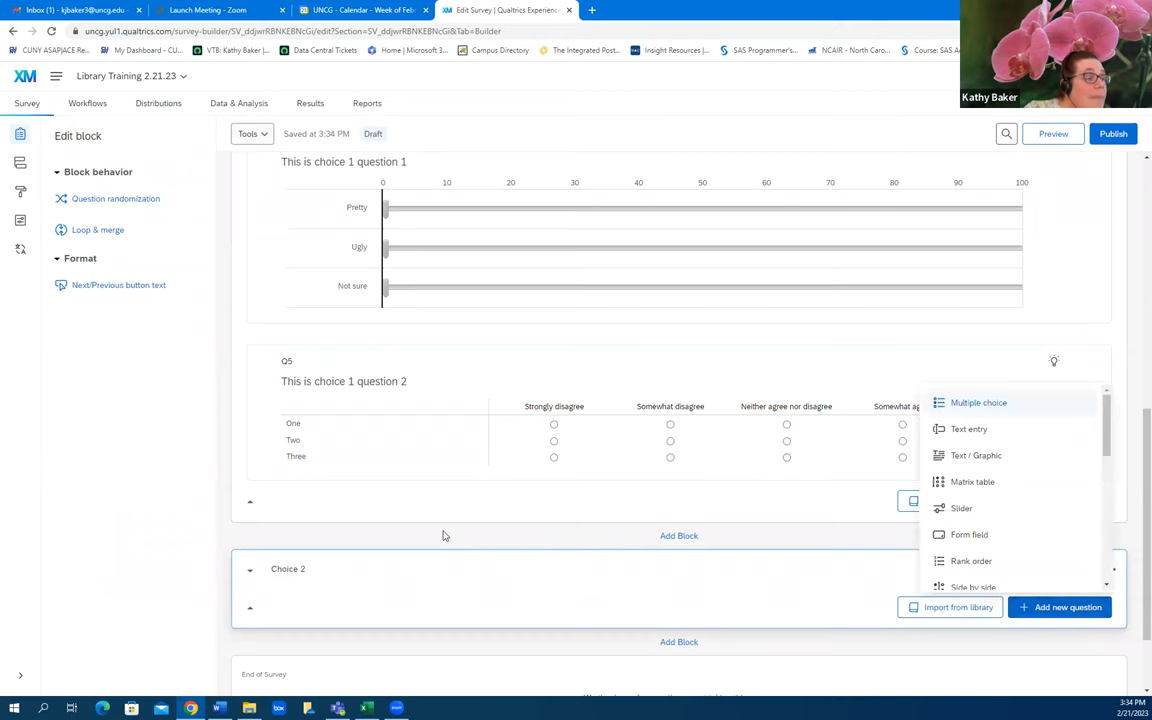 Inbox (1) - kjbaker3@uncg.edu -
Launch Meeting - Zoom
UNCG - Calendar - Week of Feb
Edit Survey | Qualtrics Experience
uncg.yul1.qualtrics.com/survey-builder/SV_ddjwrRBNKEBNcGi/edit?Section=SV_ddjwrRBNKEBNcGi&Tab=Builder
CUNY ASAP|ACE Re...
My Dashboard - CU...
VTB: Kathy Baker |...
Data Central Tickets
Home | Microsoft 3...
Campus Directory
The Integrated Post...
Insight Resources |...
SAS Programmer's...
NCAIR - North Caro...
Course: SAS
XM
Library Training 2.21.23
Kathy Baker
Survey
Workflows
Distributions
Data & Analysis
Results
Reports
Edit block
Tools
Saved at 3:34 PM
Draft
Preview
Publish
Block behavior
Question randomization
Loop & merge
Format
Next/Previous button text
This is choice 1 question 1
0 10 20 30 40 50 60 70 80 90 100
Pretty
Ugly
Not sure
Q5
This is choice 1 question 2
Strongly disagree
Somewhat disagree
Neither agree nor disagree
Somewhat ag
One
Two
Three
Multiple choice
Text entry
Text / Graphic
Matrix table
Slider
Form field
Rank order
Side by side
Add Block
Choice 2
Import from library
Add new question
Add Block
End of Survey
3:34 PM
2/21/2023